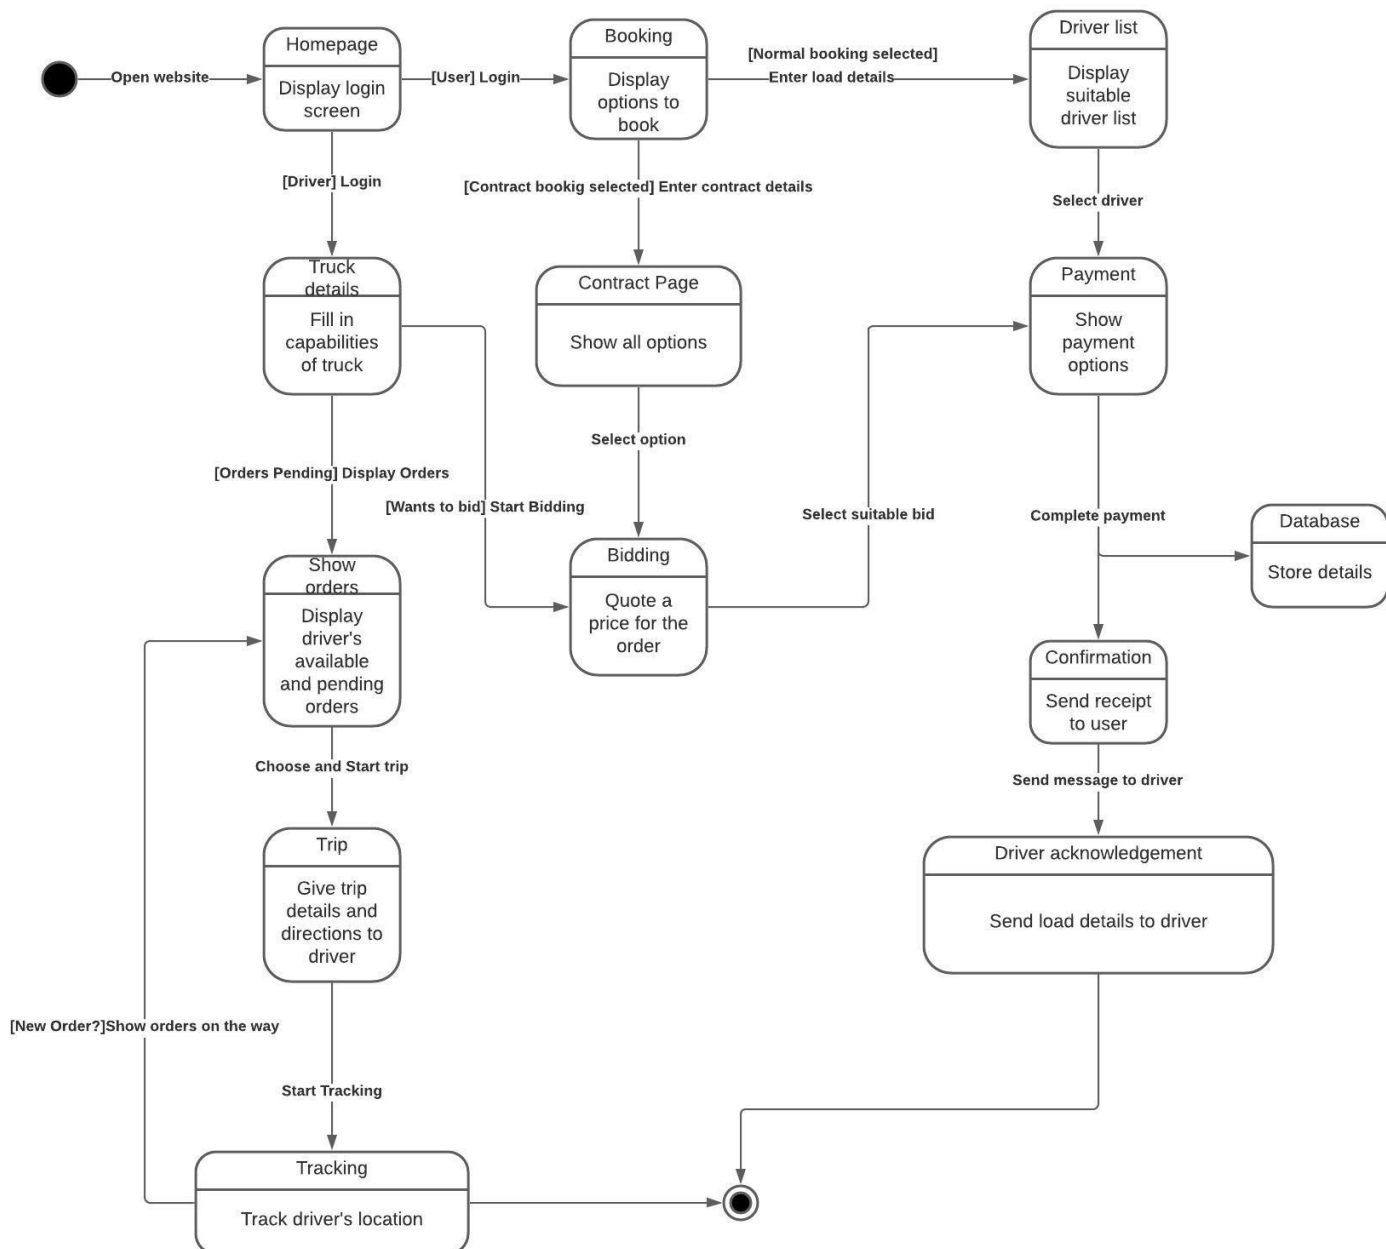 Homepage
Display login
screen
Open website
[User] Login
Booking
Display
options to
book
[Normal booking selected]
Enter load details
Driver list
Display
suitable
driver list
[Driver] Login
[Contract bookig selected] Enter contract details
Select driver
Truck
details
Fill in
capabilities
of truck
Contract Page
Show all options
Payment
Show
payment
options
Select option
[Orders Pending] Display Orders
[Wants to bid] Start Bidding
Select suitable bid
Complete payment
Database
Store details
Show
orders
Display
driver's
available
and pending
orders
Bidding
Quote a
price for the
order
Confirmation
Send receipt
to user
Choose and Start trip
Send message to driver
Trip
Give trip
details and
directions to
driver
Driver acknowledgement
Send load details to driver
[New Order?]Show orders on the way
Start Tracking
Tracking
Track driver's location